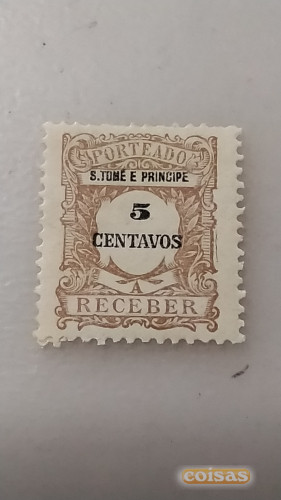 PORTEADO
S. TOMÉ E PRINCIPE
5
CENTAVOS
A
RECEBER
coisas